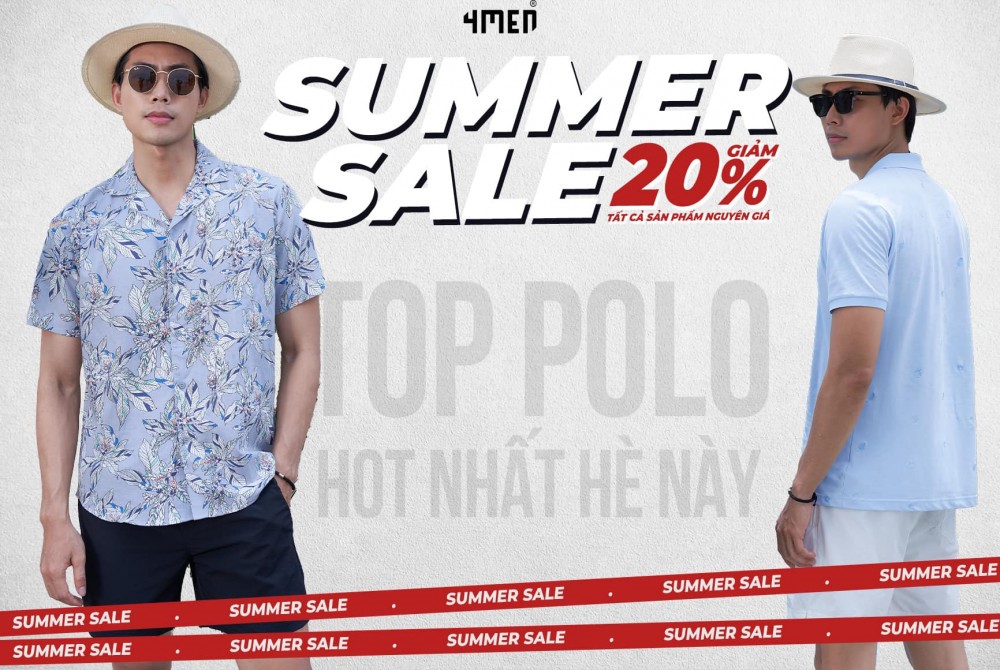 4MEN
SUMMER
SALE
GIẢM
20%
TẤT CẢ SẢN PHẨM NGUYÊN GIÁ
TOP POLO
HOT NHẤT HÈ NÀY
SUMMER SALE . SUMMER SALE . SUMMER SALE . SUMMER SALE . SUMMER SALE
SUMMER SALE . SUMMER SALE . SUMMER SALE . SUMMER SALE . SUMMER SALE